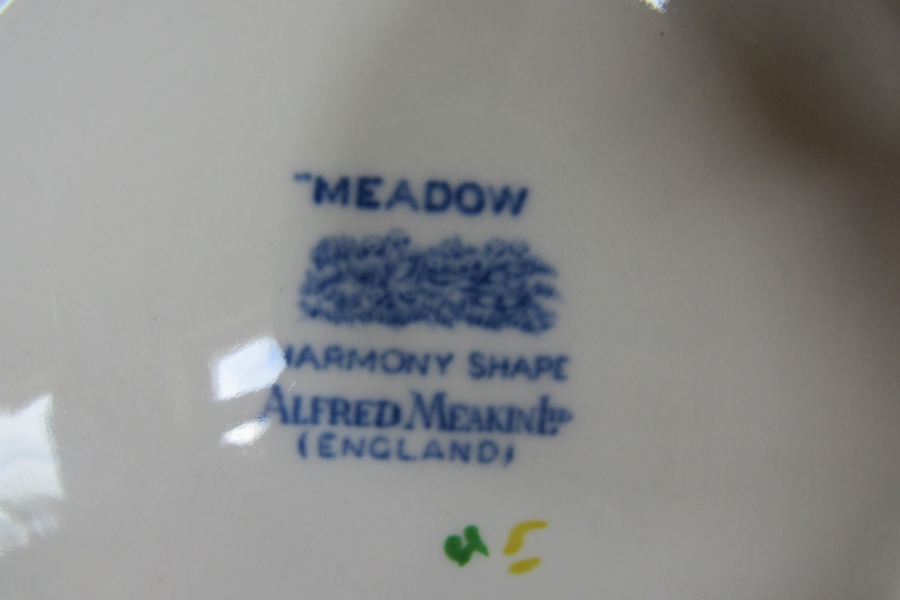 "MEADOW
HARMONY SHAPE
ALFRED MEAKIN LTD
(ENGLAND)